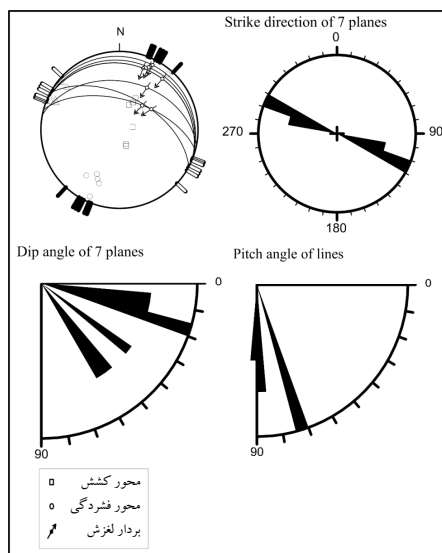 Strike direction of 7 planes
N
0
270
90
180
Dip angle of 7 planes
Pitch angle of lines
0
90
0
90
محور کشش
محور فشردگی
بردار لغزش